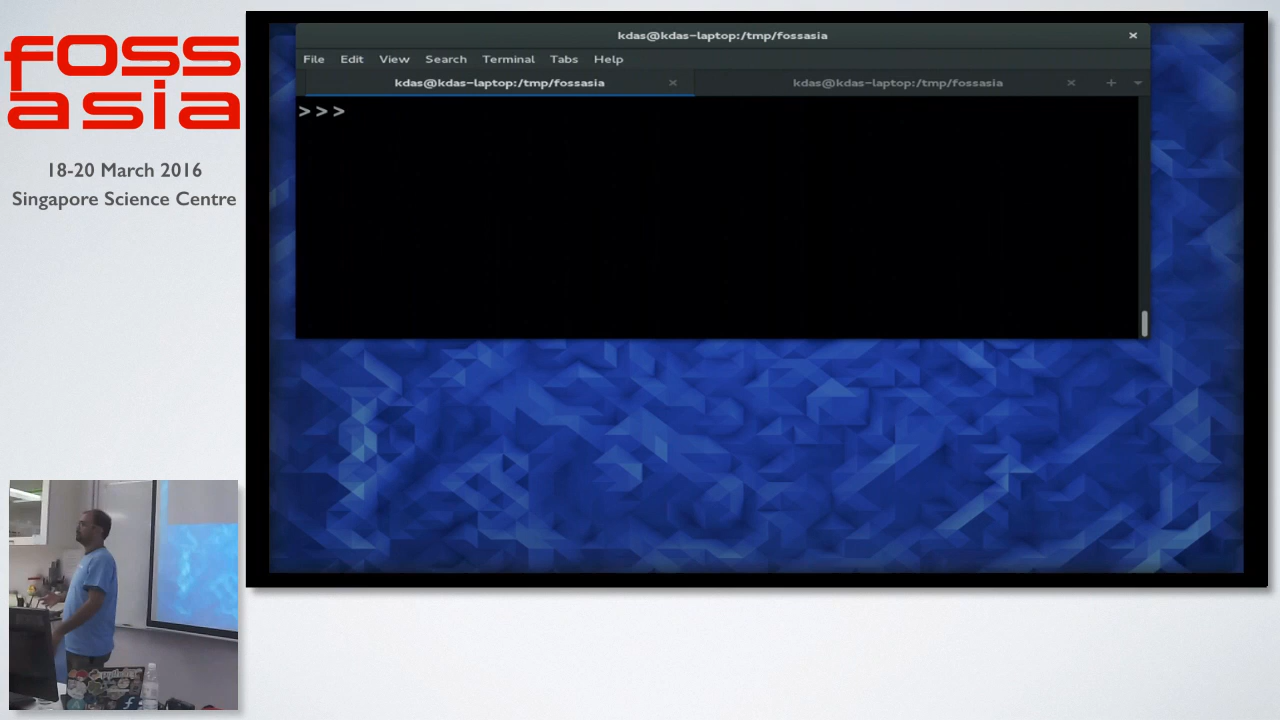 foss
asia
18-20 March 2016
Singapore Science Centre
kdas@kdas-laptop:/tmp/fossasia
File Edit View Search Terminal Tabs Help
kdas@kdas-laptop:/tmp/fossasia kdas@kdas-laptop:/tmp/fossasia
>>>